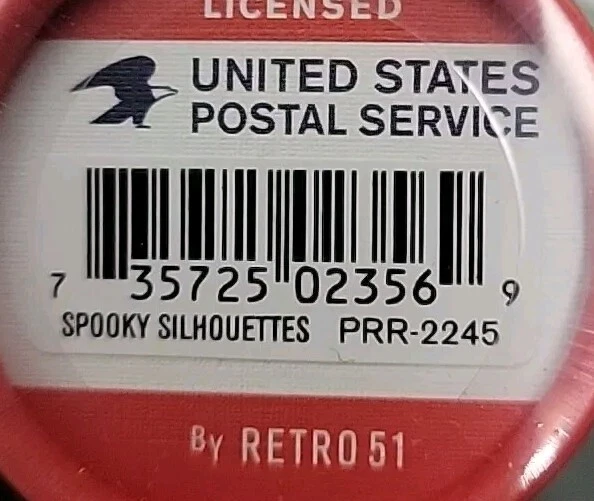 LICENSED
UNITED STATES
POSTAL SERVICE
7 35725 02356 9
SPOOKY SILHOUETTES PRR-2245
By RETRO 51